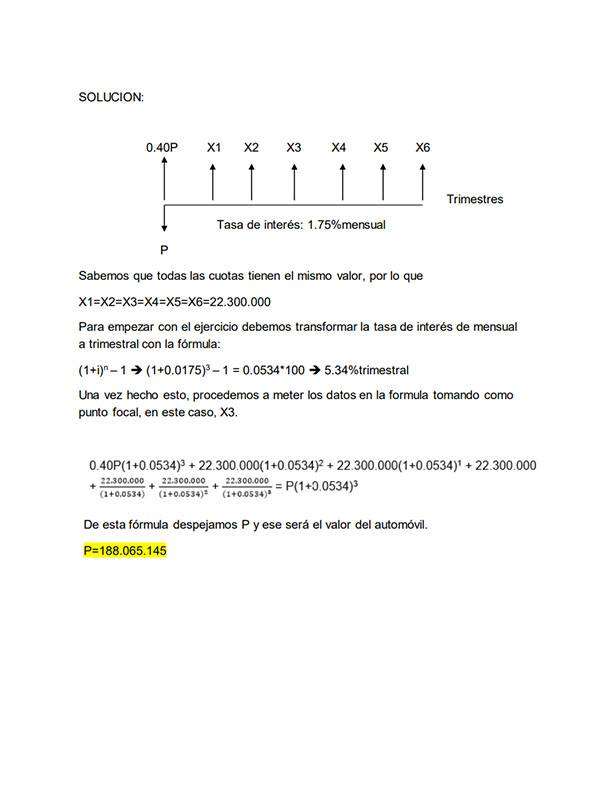 SOLUCION:
0.40P X1 X2 X3 X4 X5 X6
Trimestres
Tasa de interés: 1.75%mensual
P
Sabemos que todas las cuotas tienen el mismo valor, por lo que
X1=X2=X3=X4=X5=X6=22.300.000
Para empezar con el ejercicio debemos transformar la tasa de interés de mensual
a trimestral con la fórmula:
(1+i)ⁿ – 1 ➔ (1+0.0175)³ – 1 = 0.0534*100 ➔ 5.34%trimestral
Una vez hecho esto, procedemos a meter los datos en la formula tomando como
punto focal, en este caso, X3.
0.40P(1+0.0534)³ + 22.300.000(1+0.0534)² + 22.300.000(1+0.0534)¹ + 22.300.000
+ 22.300.000/(1+0.0534) + 22.300.000/(1+0.0534)² + 22.300.000/(1+0.0534)³ = P(1+0.0534)³
De esta fórmula despejamos P y ese será el valor del automóvil.
P=188.065.145